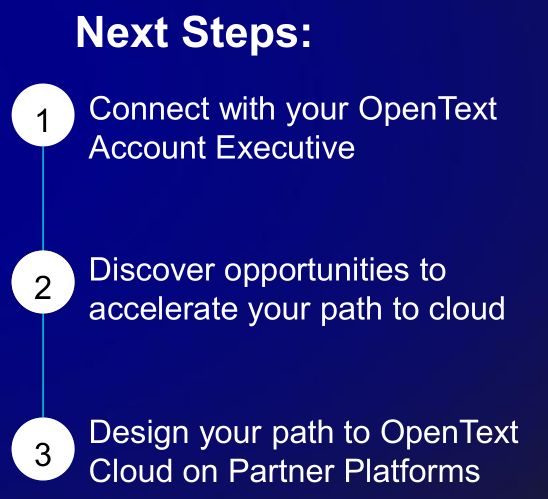 Next Steps:
1
Connect with your OpenText
Account Executive
2
Discover opportunities to
accelerate your path to cloud
3
Design your path to OpenText
Cloud on Partner Platforms